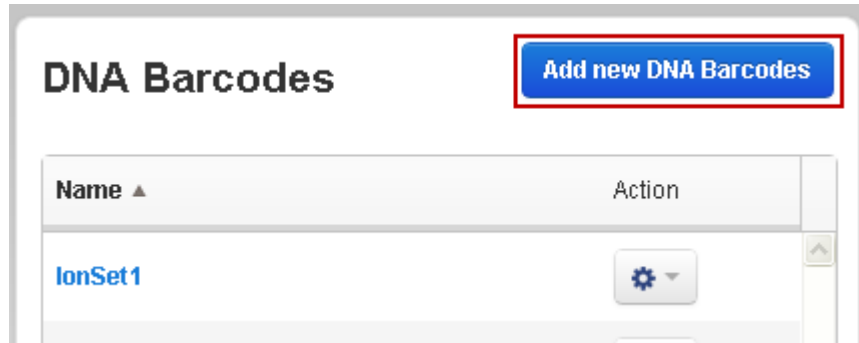 DNA Barcodes
Add new DNA Barcodes
Name
Action
IonSet1